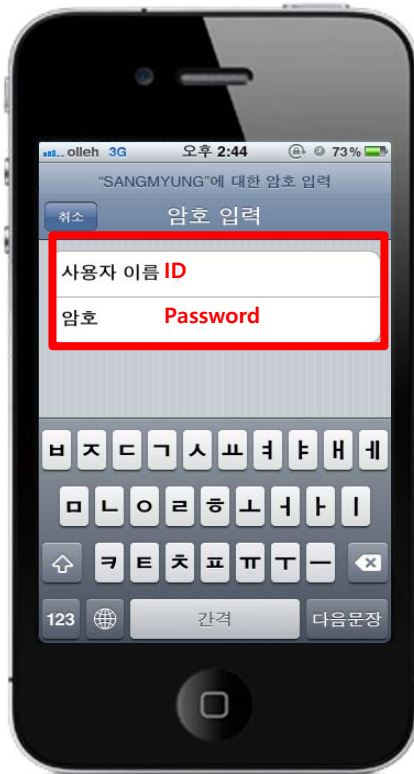 olleh 3G 오후 2:44 73%
"SANGMYUNG"에 대한 암호 입력
취소 암호 입력
사용자 이름 ID
암호 Password
ㅂ ㅈ ㄷ ㄱ ㅅ ㅛ ㅕ ㅑ ㅐ ㅔ
ㅁ ㄴ ㅇ ㄹ ㅎ ㅗ ㅓ ㅏ ㅣ
ㅋ ㅌ ㅊ ㅍ ㅠ ㅜ ㅡ
123 간격 다음문장